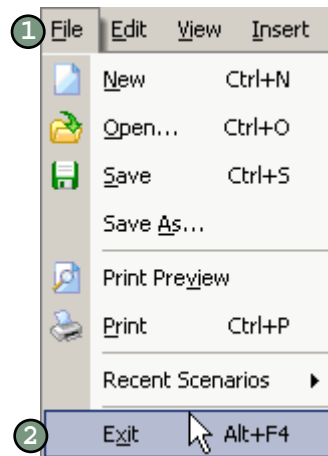 1 File Edit View Insert
New Ctrl+N
Open... Ctrl+O
Save Ctrl+S
Save As...
Print Preview
Print Ctrl+P
Recent Scenarios
2 Exit Alt+F4